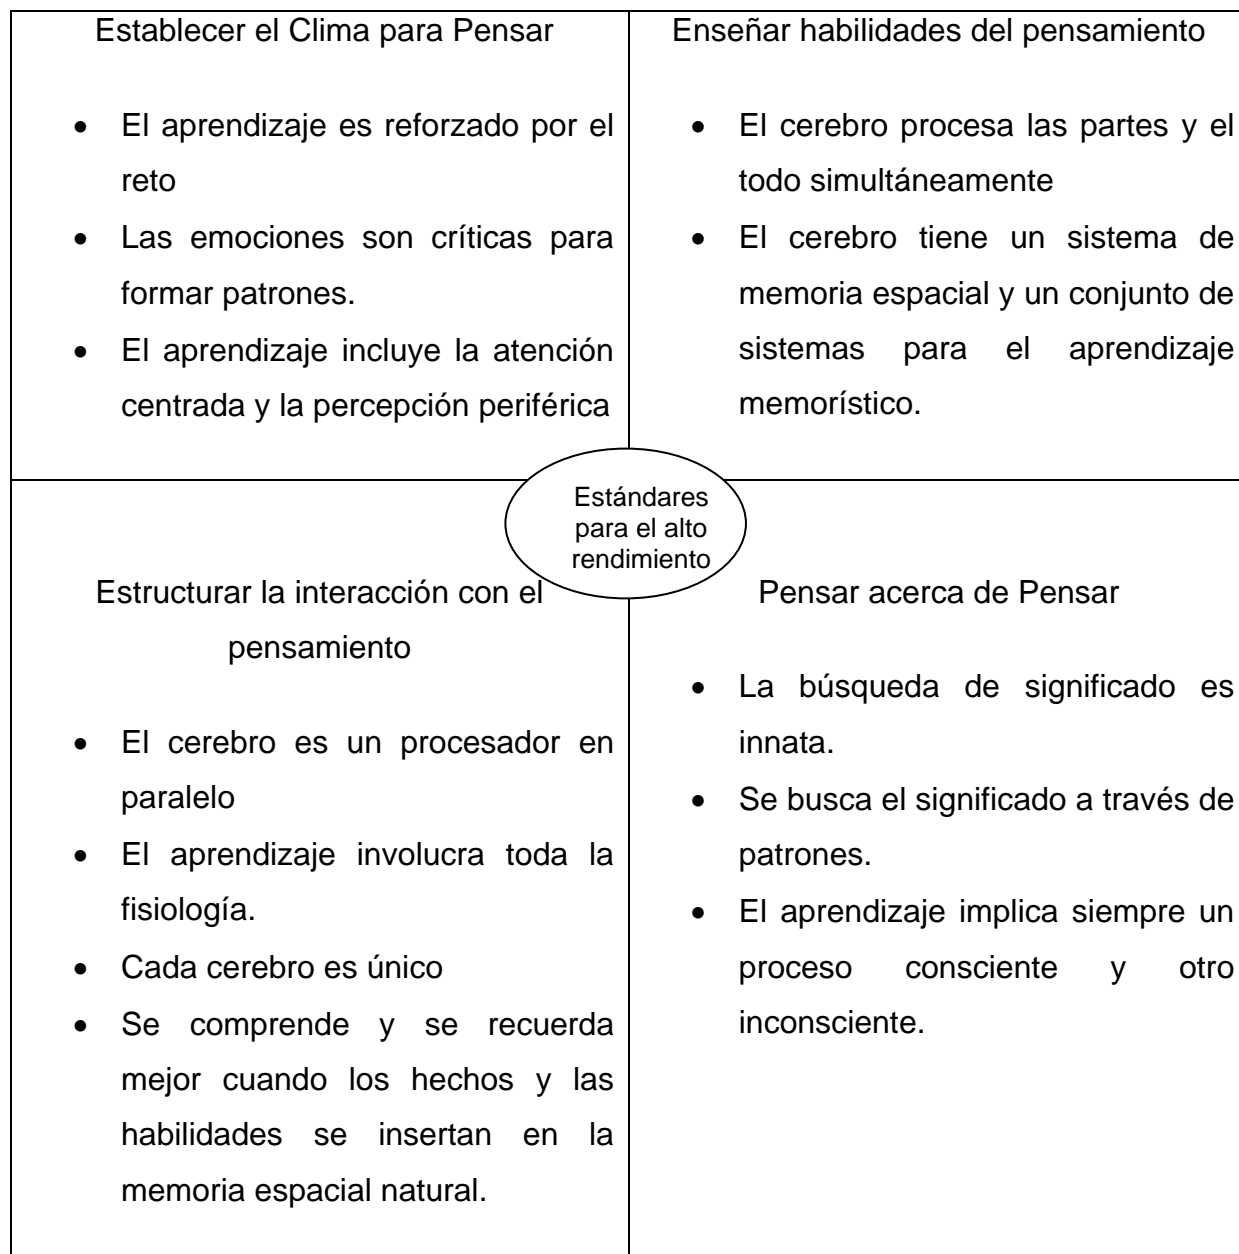 Establecer el Clima para Pensar
• El aprendizaje es reforzado por el
reto
• Las emociones son críticas para
formar patrones.
• El aprendizaje incluye la atención
centrada y la percepción periférica
Enseñar habilidades del pensamiento
• El cerebro procesa las partes y el
todo simultáneamente
• El cerebro tiene un sistema de
memoria espacial y un conjunto de
sistemas para el aprendizaje
memorístico.
Estándares
para el alto
rendimiento
Estructurar la interacción con el
pensamiento
• El cerebro es un procesador en
paralelo
• El aprendizaje involucra toda la
fisiología.
• Cada cerebro es único
• Se comprende y se recuerda
mejor cuando los hechos y las
habilidades se insertan en la
memoria espacial natural.
Pensar acerca de Pensar
• La búsqueda de significado es
innata.
• Se busca el significado a través de
patrones.
• El aprendizaje implica siempre un
proceso consciente y otro
inconsciente.